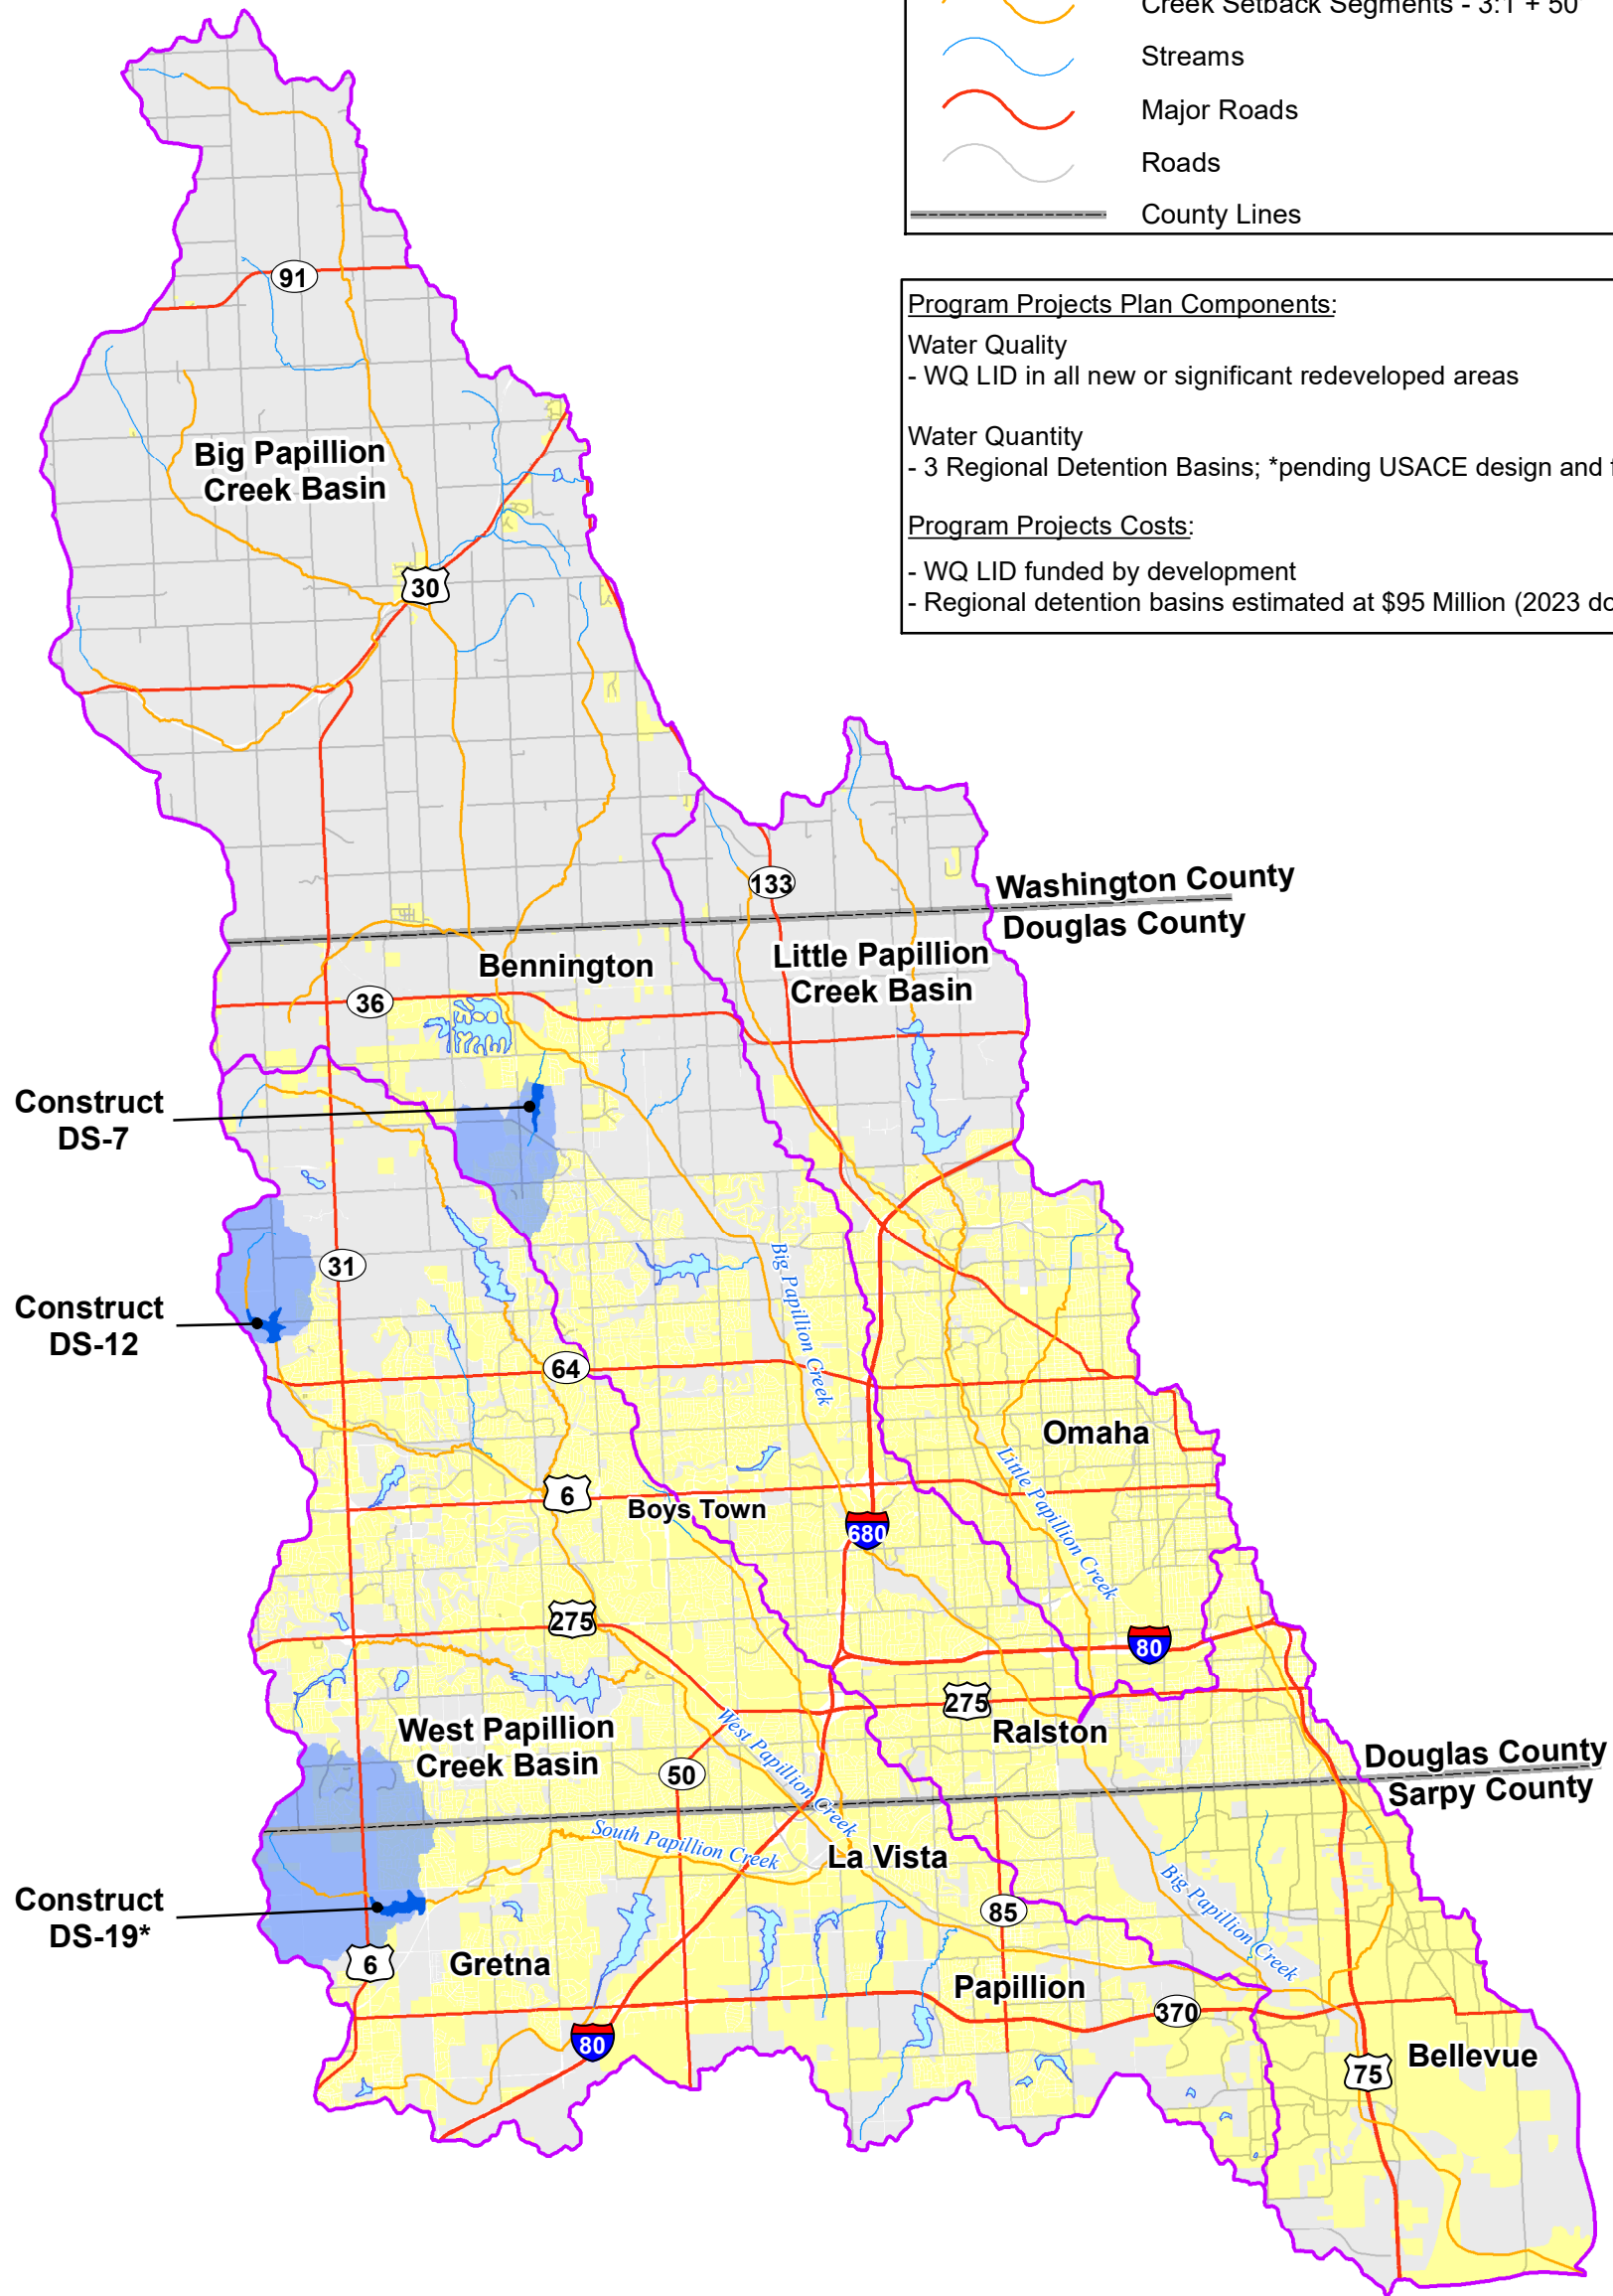 Creek Setback Segments - 3:1 + 50'
Streams
Major Roads
Roads
County Lines
Program Projects Plan Components:
Water Quality
- WQ LID in all new or significant redeveloped areas
Water Quantity
- 3 Regional Detention Basins; *pending USACE design and
Program Projects Costs:
- WQ LID funded by development
- Regional detention basins estimated at $95 Million (2023
91
Big Papillion
Creek Basin
30
133
Washington County
Douglas County
Bennington
Little Papillion
Creek Basin
36
Construct
DS-7
31
Construct
DS-12
Big Papillion Creek
64
Omaha
Little Papillion Creek
6
Boys Town
680
275
80
275
Ralston
West Papillion
Creek Basin
West Papillion Creek
50
Douglas County
Sarpy County
South Papillion Creek
La Vista
Big Papillion Creek
Construct
DS-19*
85
6
Gretna
Papillion
370
80
Bellevue
75